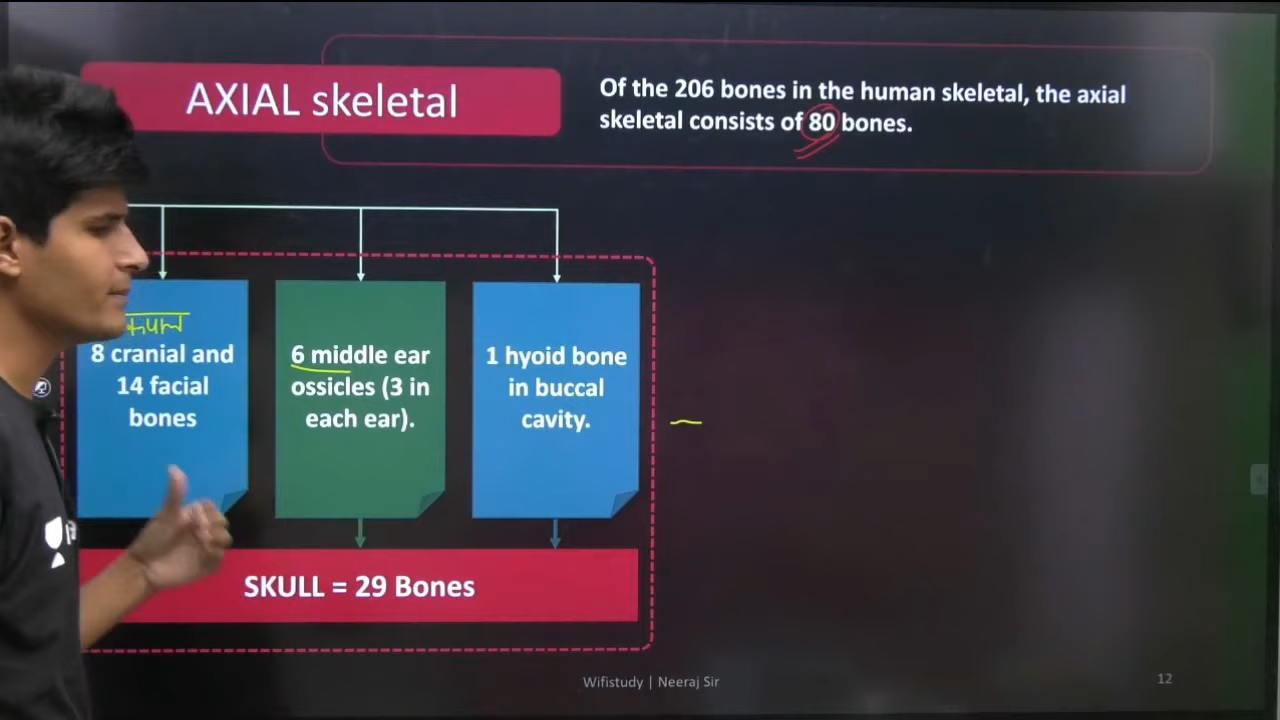 AXIAL skeletal
Of the 206 bones in the human skeletal, the axial
skeletal consists of 80 bones.
8 cranial and
14 facial
bones
6 middle ear
ossicles (3 in
each ear).
1 hyoid bone
in buccal
cavity.
SKULL = 29 Bones
Wifistudy | Neeraj Sir
12